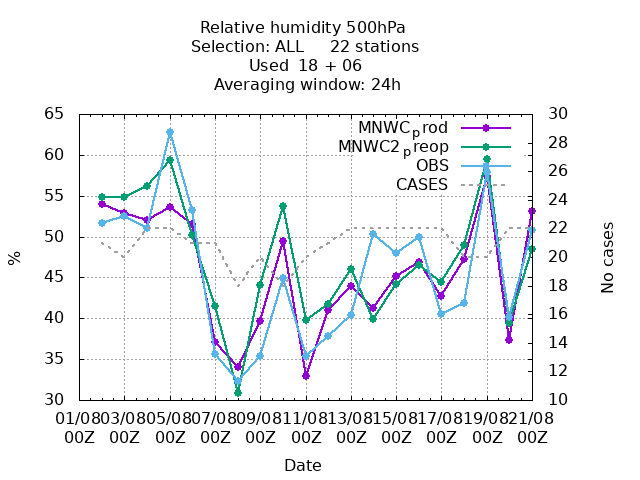 Relative humidity 500hPa
Selection: ALL 22 stations
Used 18 + 06
Averaging window: 24h
65
60
55
50
45
40
35
30
%
30
28
26
24
22
20
18
16
14
12
10
No cases
MNWC_prod
MNWC2_preop
OBS
CASES
01/08 03/08 05/08 07/08 09/08 11/08 13/08 15/08 17/08 19/08 21/08
00Z 00Z 00Z 00Z 00Z 00Z 00Z 00Z 00Z 00Z 00Z
Date